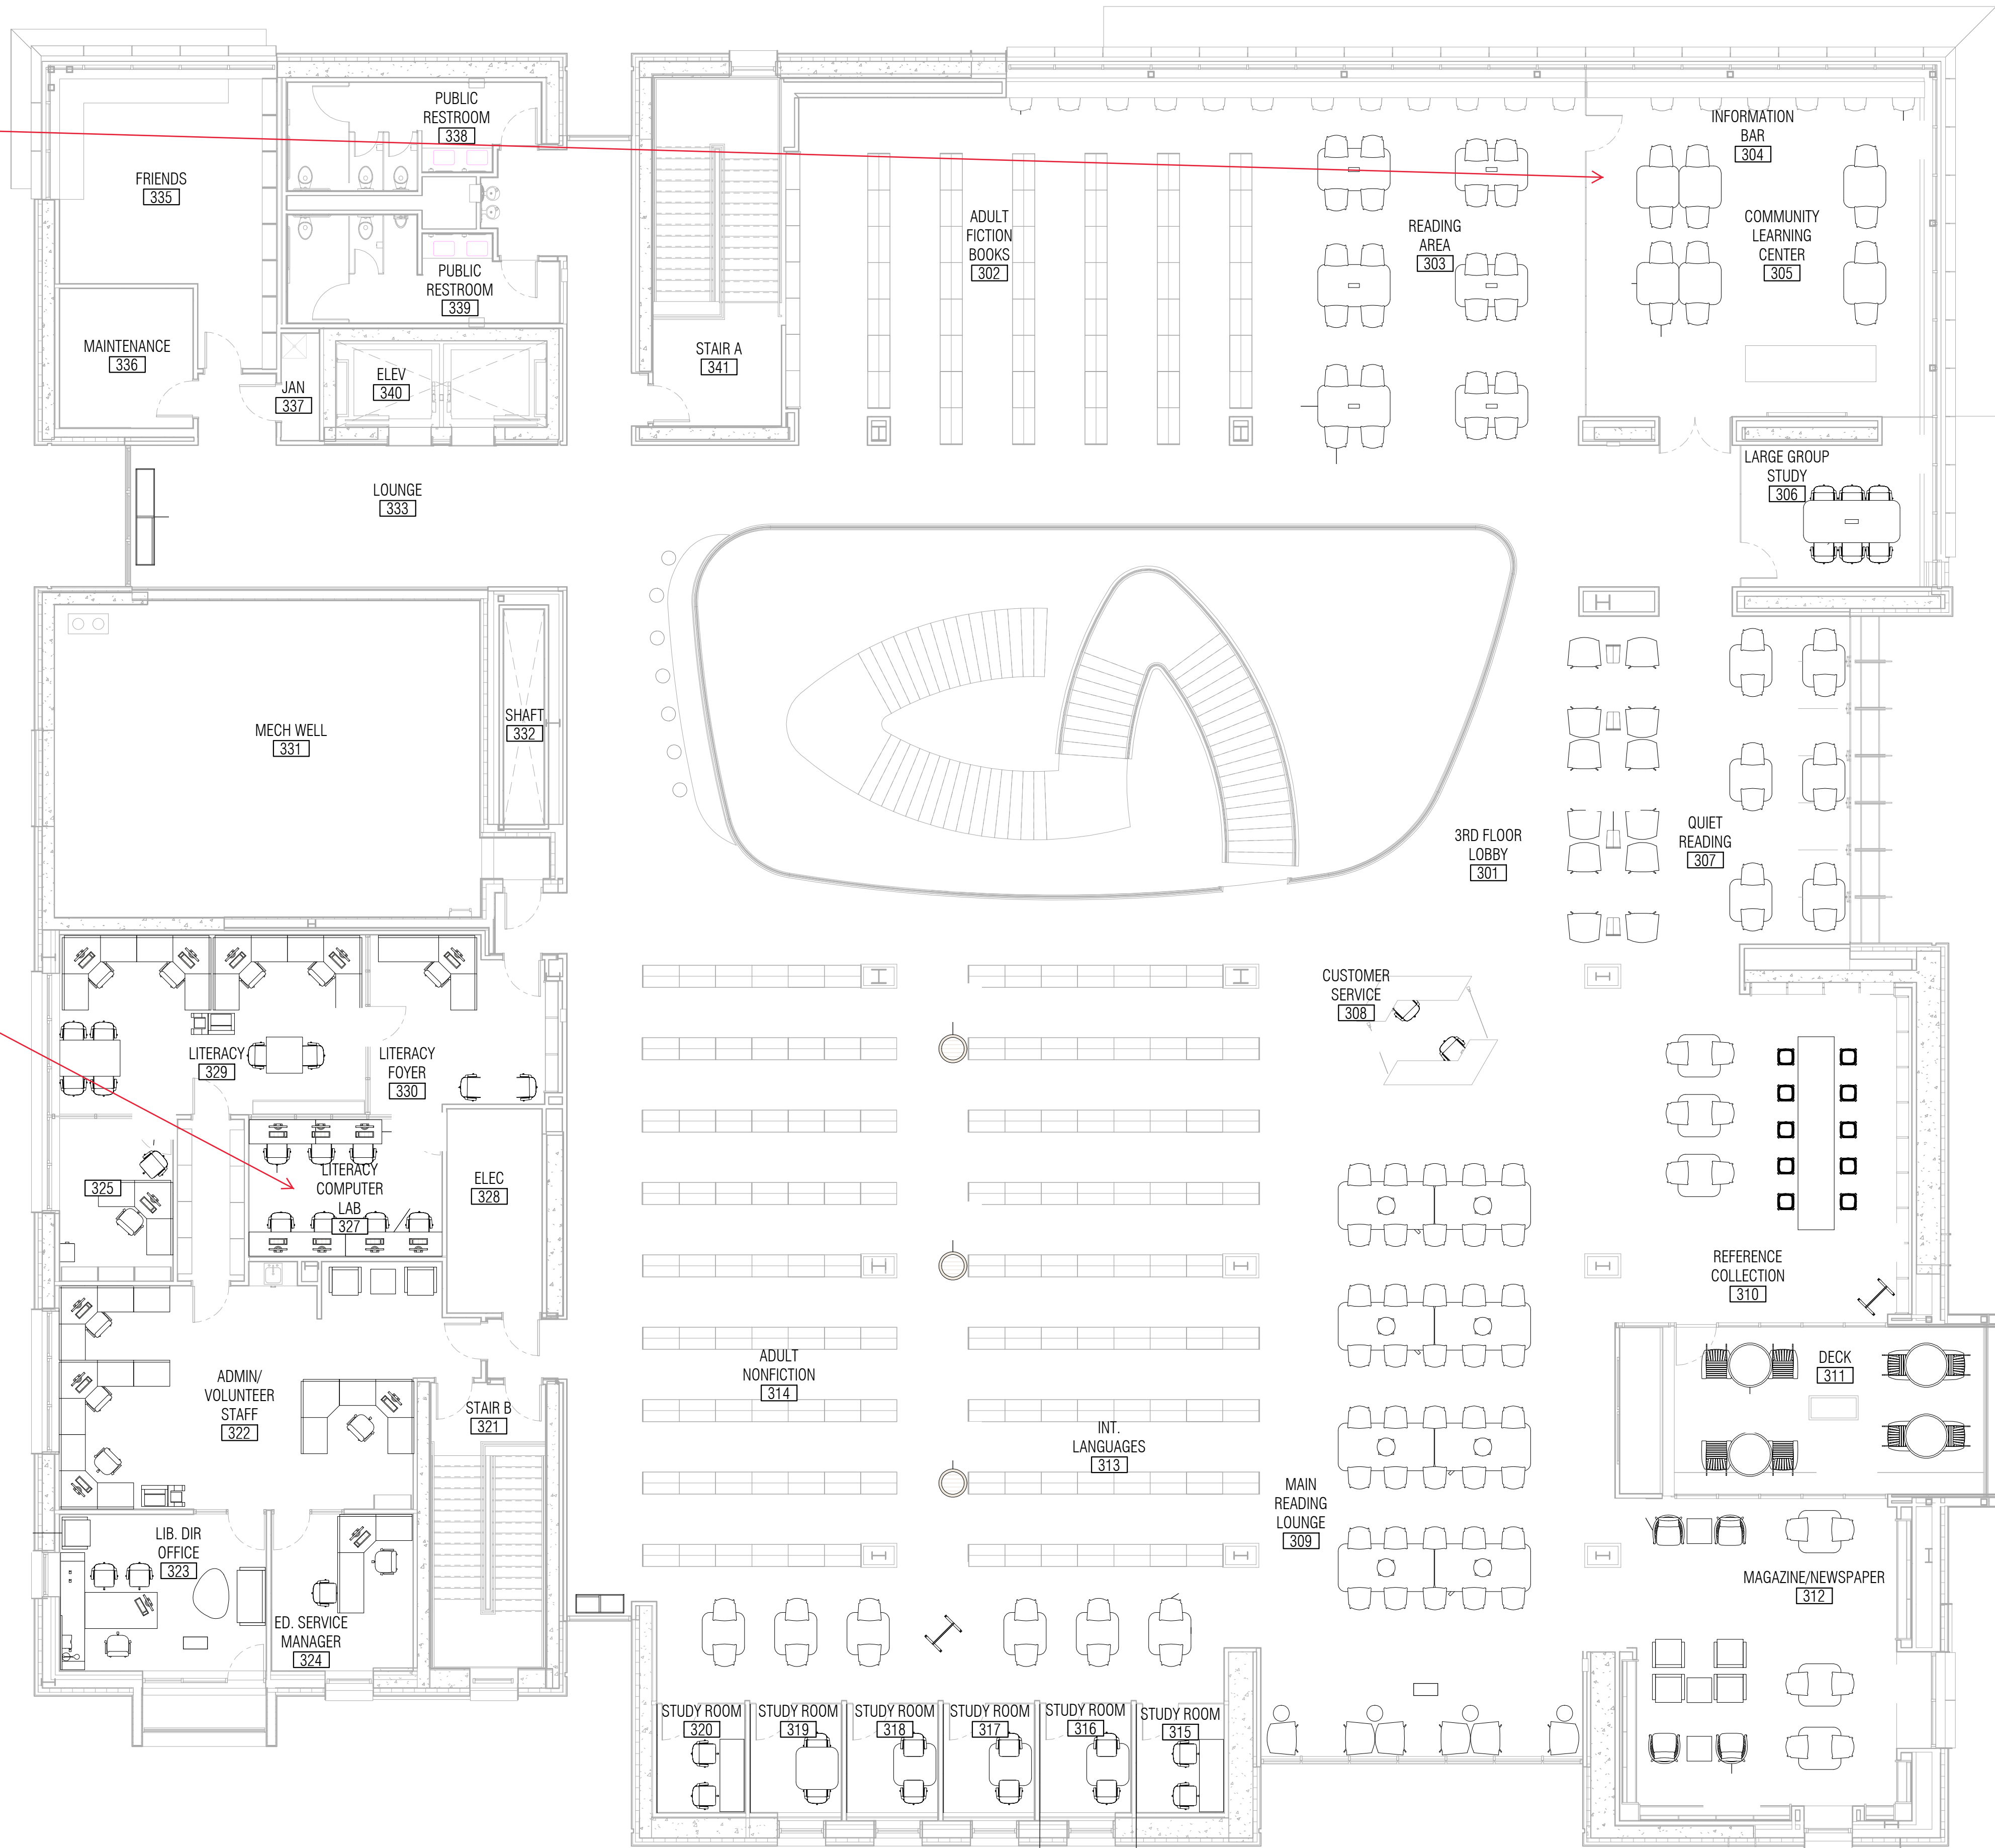 PUBLIC
RESTROOM
338
INFORMATION
BAR
304
FRIENDS
335
ADULT
FICTION
BOOKS
302
READING
AREA
303
COMMUNITY
LEARNING
CENTER
305
PUBLIC
RESTROOM
339
MAINTENANCE
336
JAN
337
ELEV
340
STAIR A
341
LARGE GROUP
STUDY
306
LOUNGE
333
MECH WELL
331
SHAFT
332
3RD FLOOR
LOBBY
301
QUIET
READING
307
CUSTOMER
SERVICE
308
LITERACY
329
LITERACY
FOYER
330
325
LITERACY
COMPUTER
LAB
327
ELEC
328
REFERENCE
COLLECTION
310
ADMIN/
VOLUNTEER
STAFF
322
STAIR B
321
ADULT
NONFICTION
314
INT.
LANGUAGES
313
DECK
311
MAIN
READING
LOUNGE
309
LIB. DIR
OFFICE
323
ED. SERVICE
MANAGER
324
MAGAZINE/NEWSPAPER
312
STUDY ROOM
320
STUDY ROOM
319
STUDY ROOM
318
STUDY ROOM
317
STUDY ROOM
316
STUDY ROOM
315